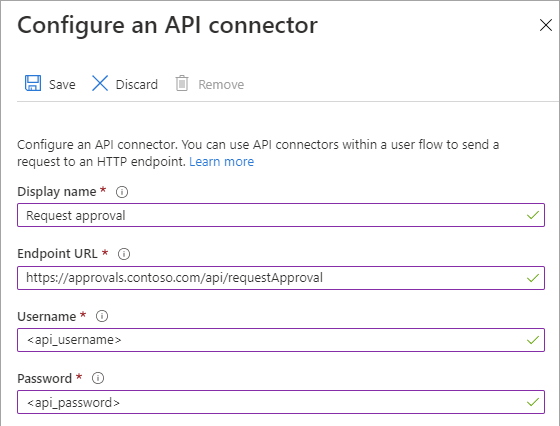 Configure an API connector
Save Discard Remove
Configure an API connector. You can use API connectors within a user flow to send a
request to an HTTP endpoint. Learn more
Display name *
Request approval
Endpoint URL *
https://approvals.contoso.com/api/requestApproval
Username *
<api_username>
Password *
<api_password>